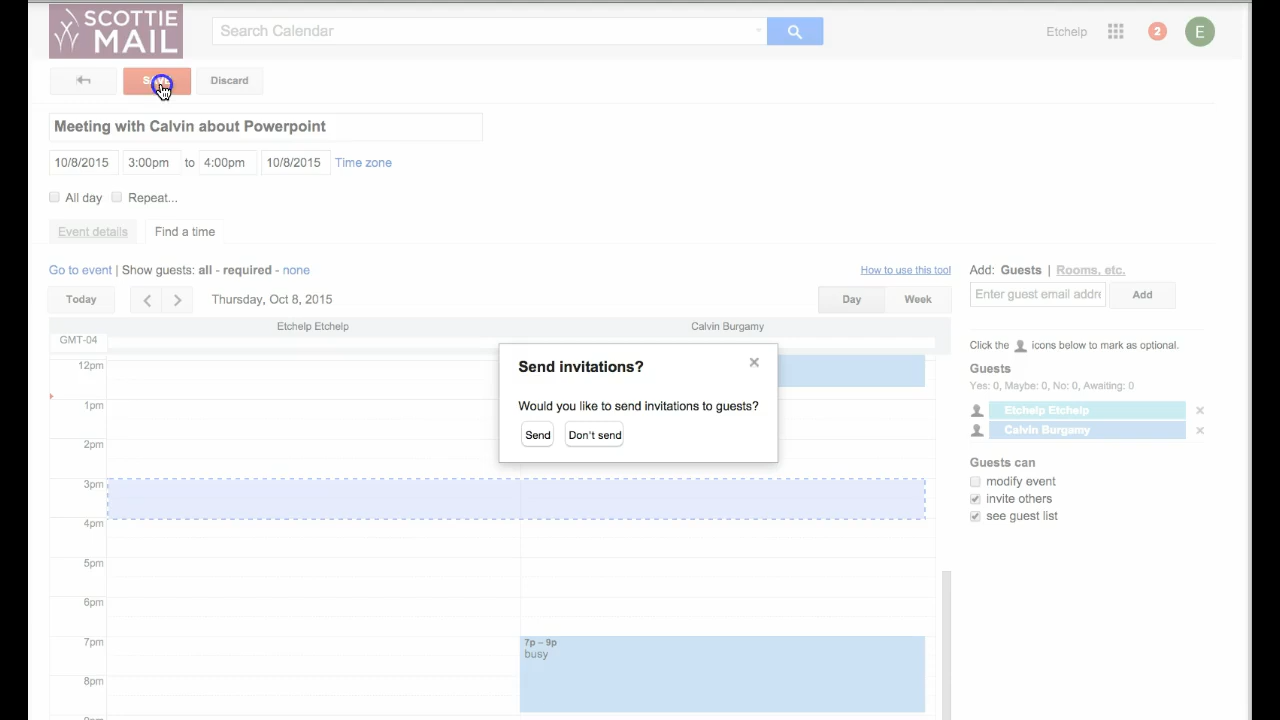 SCOTTIE
MAIL
Search Calendar
Etchelp
2
E
Discard
Meeting with Calvin about Powerpoint
10/8/2015 3:00pm to 4:00pm 10/8/2015 Time zone
All day Repeat...
Event details Find a time
Go to event | Show guests: all - required - none
How to use this tool
Today
Thursday, Oct 8, 2015
Day Week
Etchelp Etchelp Calvin Burgamy
GMT-04
12pm
1pm
2pm
3pm
4pm
5pm
6pm
7pm
8pm
7p – 9p
busy
Send invitations?
Would you like to send invitations to guests?
Send Don't send
Add: Guests | Rooms, etc.
Enter guest email addre Add
Click the icons below to mark as optional.
Guests
Yes: 0, Maybe: 0, No: 0, Awaiting: 0
Etchelp Etchelp
Calvin Burgamy
Guests can
modify event
invite others
see guest list